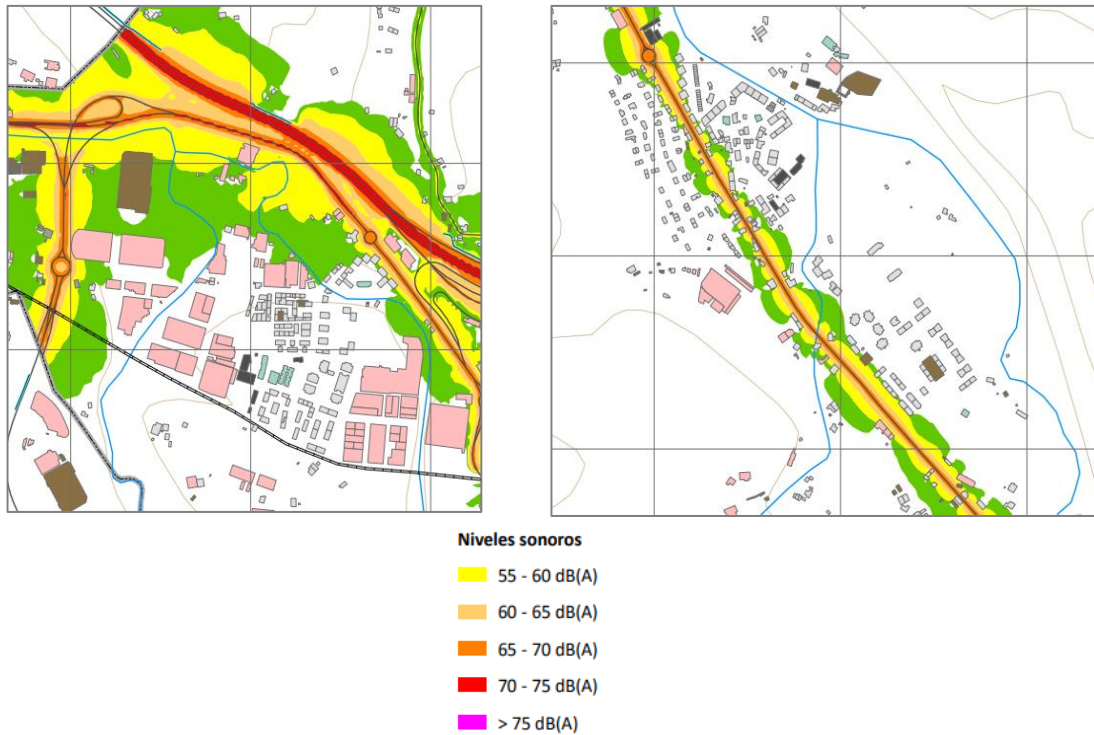 Niveles sonoros
55 - 60 dB(A)
60 - 65 dB(A)
65 - 70 dB(A)
70 - 75 dB(A)
> 75 dB(A)